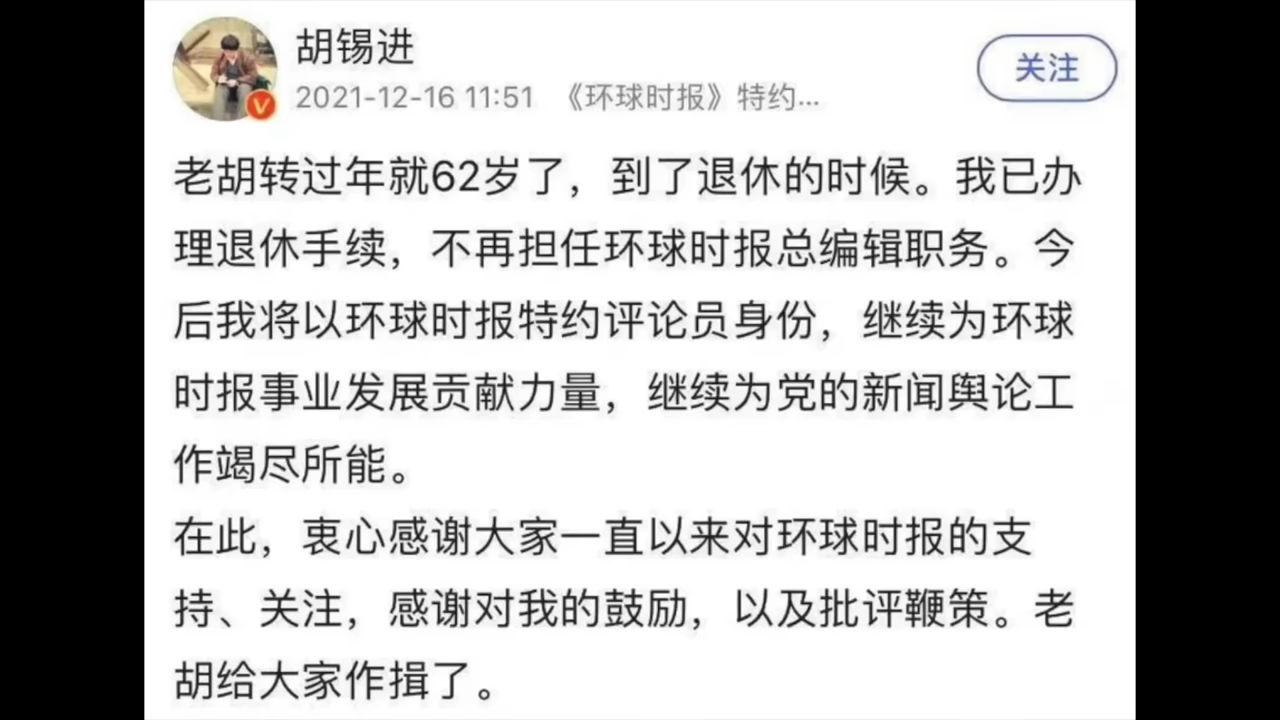 胡锡进
关注
2021-12-16 11:51 《环球时报》特约...
老胡转过年就62岁了，到了退休的时候。我已办
理退休手续，不再担任环球时报总编辑职务。今
后我将以环球时报特约评论员身份，继续为环球
时报事业发展贡献力量，继续为党的新闻舆论工
作竭尽所能。
在此，衷心感谢大家一直以来对环球时报的支
持、关注，感谢对我的鼓励，以及批评鞭策。老
胡给大家作揖了。